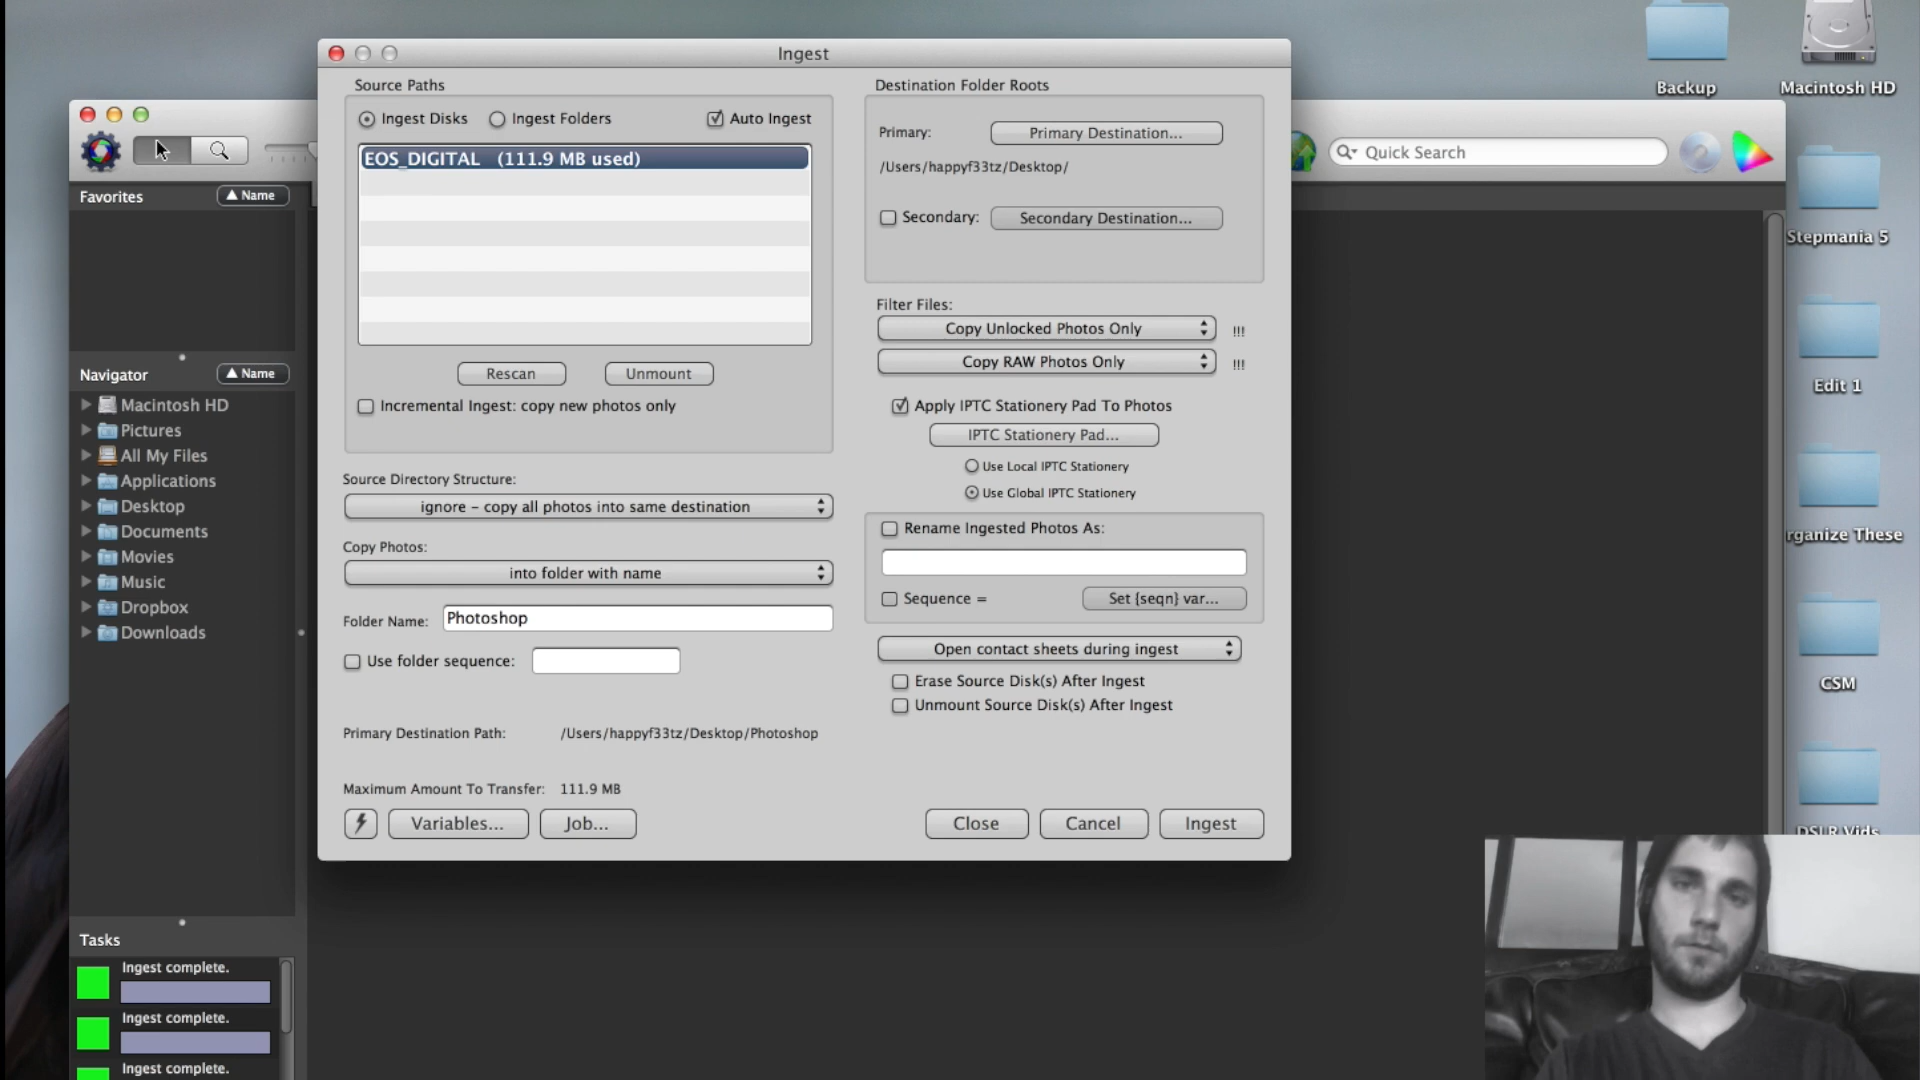 Backup
Macintosh HD
Ingest
Source Paths
Ingest Disks
Ingest Folders
Auto Ingest
EOS_DIGITAL (111.9 MB used)
Rescan
Unmount
Incremental Ingest: copy new photos only
Source Directory Structure:
ignore - copy all photos into same destination
Copy Photos:
into folder with name
Folder Name: Photoshop
Use folder sequence:
Primary Destination Path: /Users/happyf33tz/Desktop/Photoshop
Maximum Amount To Transfer: 111.9 MB
Variables...
Job...
Destination Folder Roots
Primary: Primary Destination...
/Users/happyf33tz/Desktop/
Secondary: Secondary Destination...
Filter Files:
Copy Unlocked Photos Only !!!
Copy RAW Photos Only !!!
Apply IPTC Stationery Pad To Photos
IPTC Stationery Pad...
Use Local IPTC Stationery
Use Global IPTC Stationery
Rename Ingested Photos As:
Sequence = Set {seqn} var...
Open contact sheets during ingest
Erase Source Disk(s) After Ingest
Unmount Source Disk(s) After Ingest
Close
Cancel
Ingest
Quick Search
Favorites
Name
Navigator
Name
Macintosh HD
Pictures
All My Files
Applications
Desktop
Documents
Movies
Music
Dropbox
Downloads
Tasks
Ingest complete.
Ingest complete.
Ingest complete.
Stepmania 5
Edit 1
rganize These
CSM
DSLR Vids